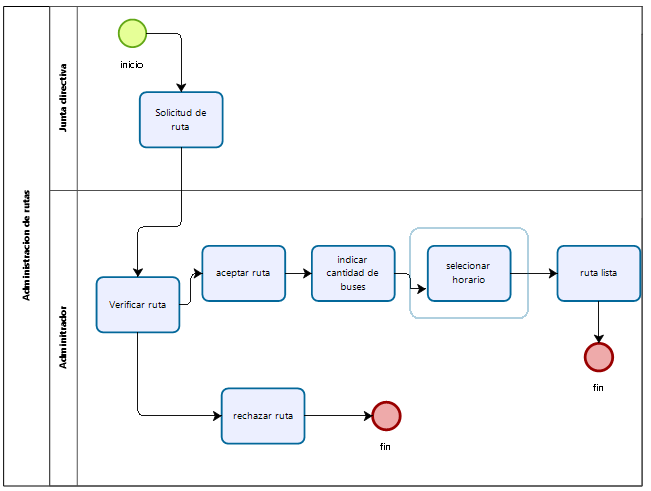 Administracion de rutas
Junta directiva
inicio
Solicitud de
ruta
Adminitrador
Verificar ruta
aceptar ruta
indicar
cantidad de
buses
selecionar
horario
ruta lista
fin
rechazar ruta
fin